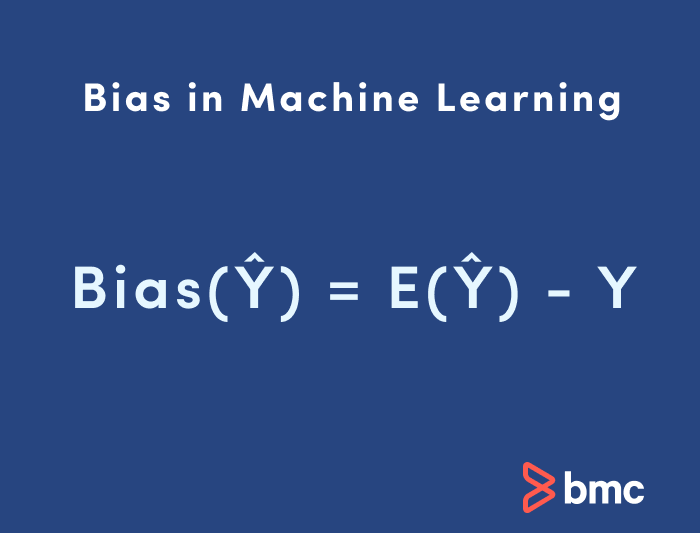 Bias in Machine Learning
Bias(Ŷ) = E(Ŷ) - Y
bmc